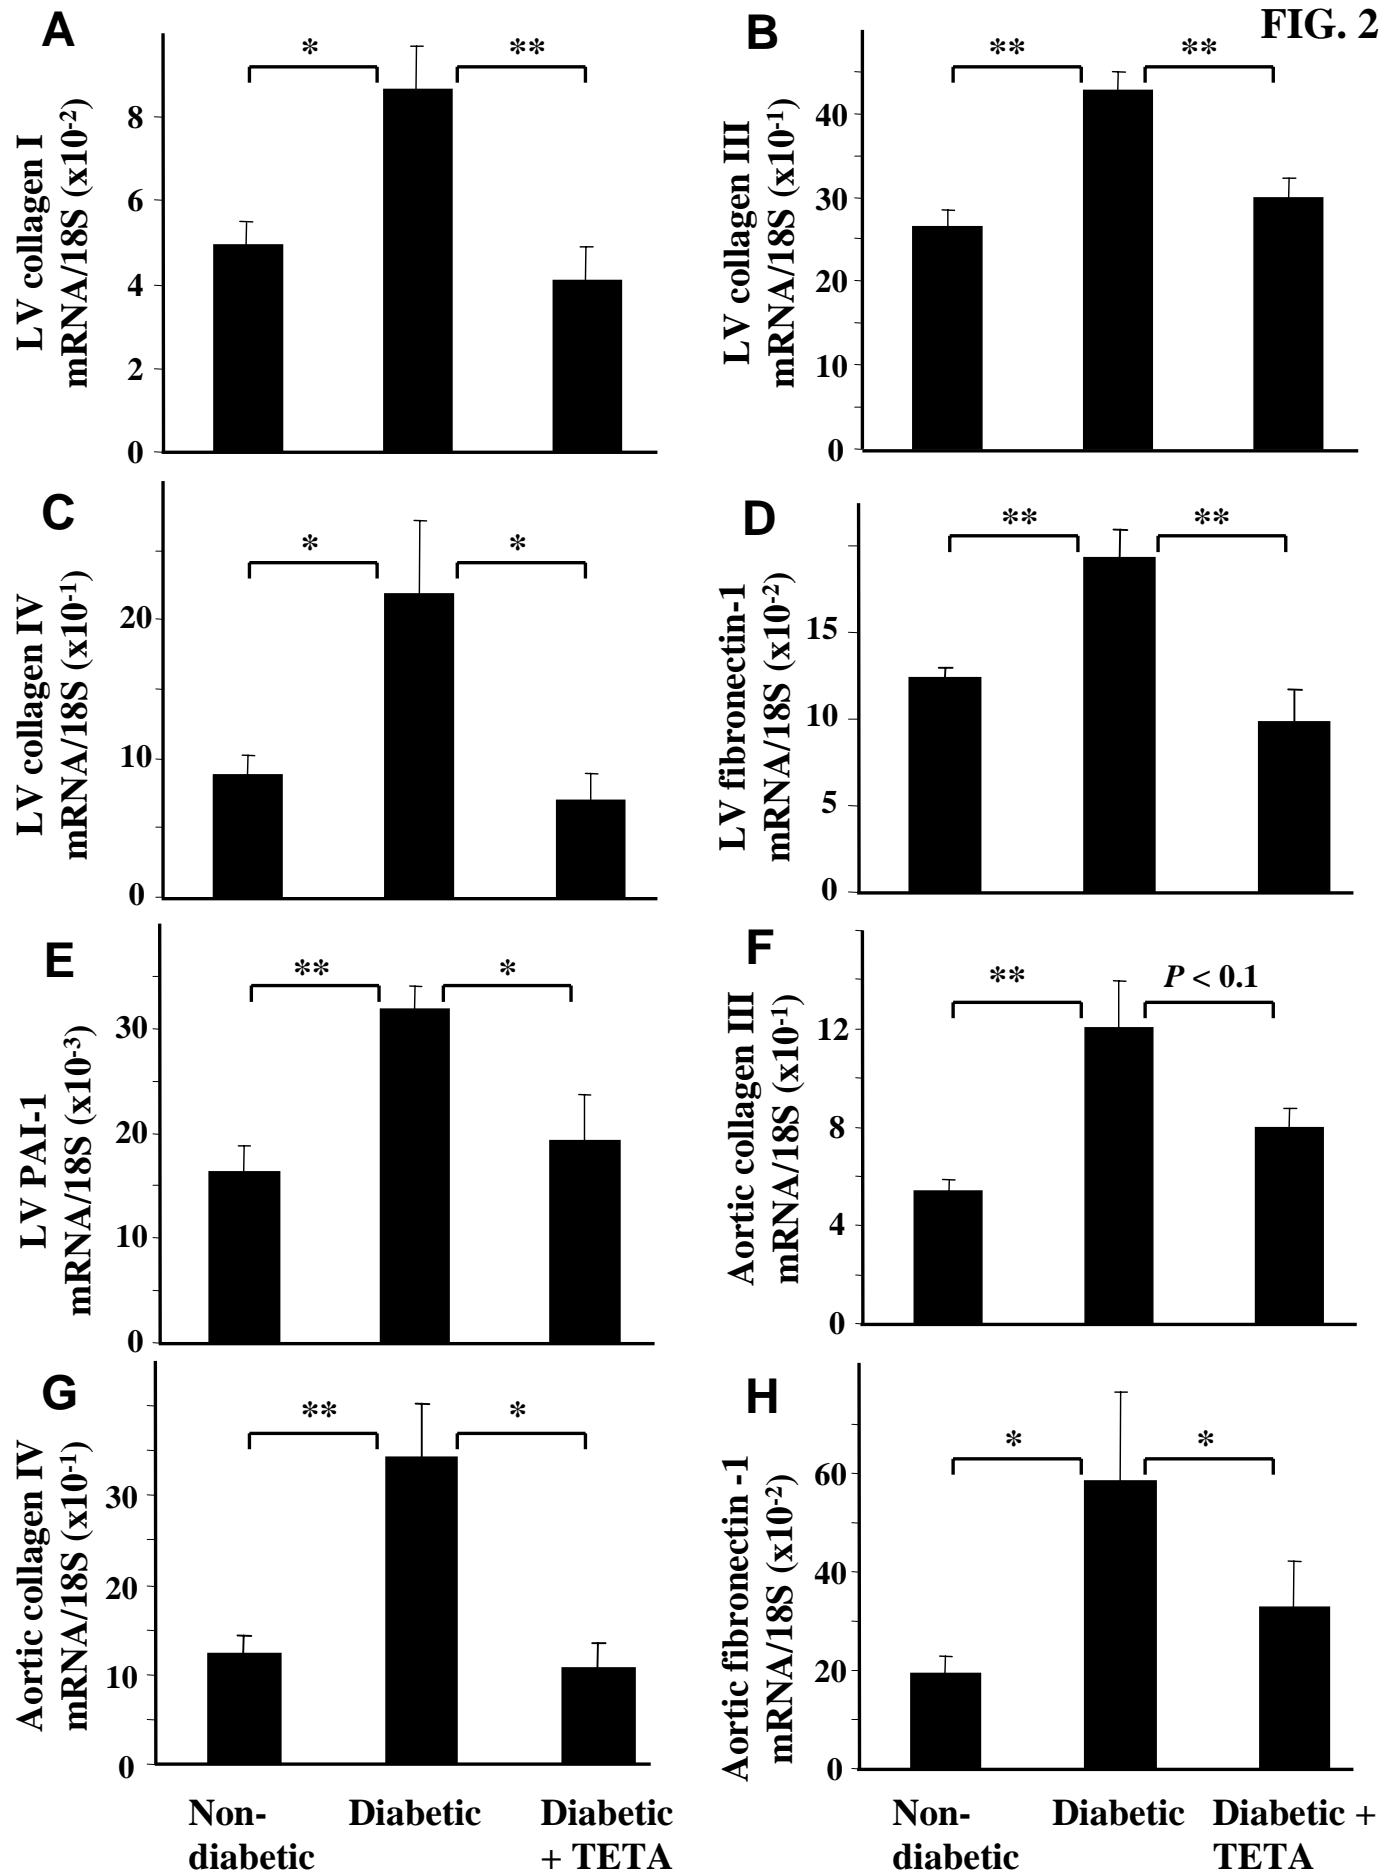 FIG. 2
A
LV collagen I
mRNA/18S (x10-2)
8
6
4
2
0
*
**
B
LV collagen III
mRNA/18S (x10-1)
40
30
20
10
0
**
**
C
LV collagen IV
mRNA/18S (x10-1)
20
10
0
*
*
D
LV fibronectin-1
mRNA/18S (x10-2)
15
10
5
0
**
**
E
LV PAI-1
mRNA/18S (x10-3)
30
20
10
0
**
*
F
Aortic collagen III
mRNA/18S (x10-1)
12
8
4
0
**
P < 0.1
G
Aortic collagen IV
mRNA/18S (x10-1)
30
20
10
0
**
*
H
Aortic fibronectin -1
mRNA/18S (x10-2)
60
40
20
0
*
*
Non-
diabetic
Diabetic
Diabetic
+ TETA
Non-
diabetic
Diabetic
Diabetic +
TETA